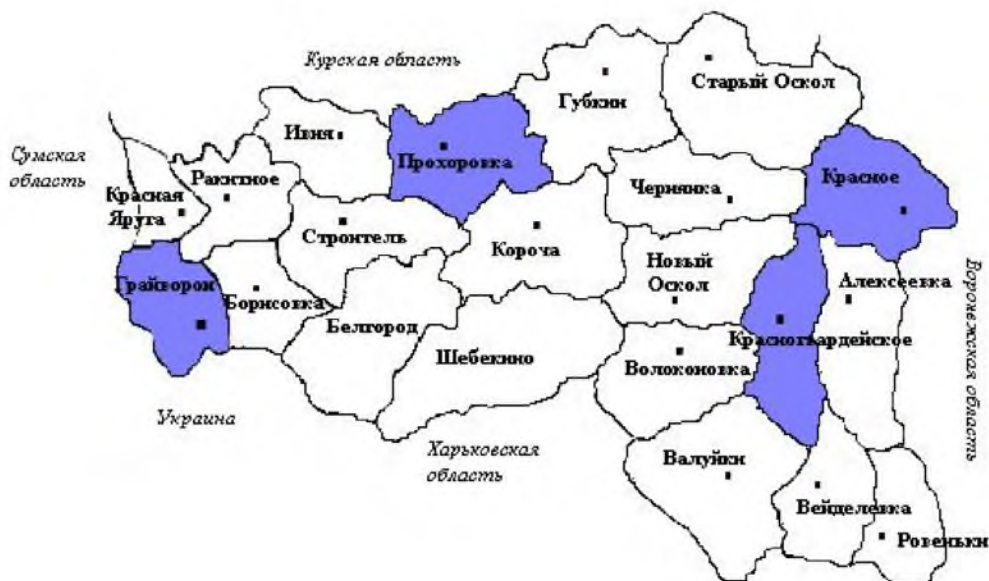 Курская область
Губкин
Старый Оскол
Ивня
Прохоровка
Сумская
область
Красная
Яруга
Ракитное
Чернянка
Красное
Строитель
Короча
Новый
Оскол
Алексеевка
Грайворон
Борисовка
Белгород
Шебекино
Красногвардейское
Волоконовка
Воронежская область
Украина
Харьковская
область
Валуйки
Вейделевка
Ровеньки